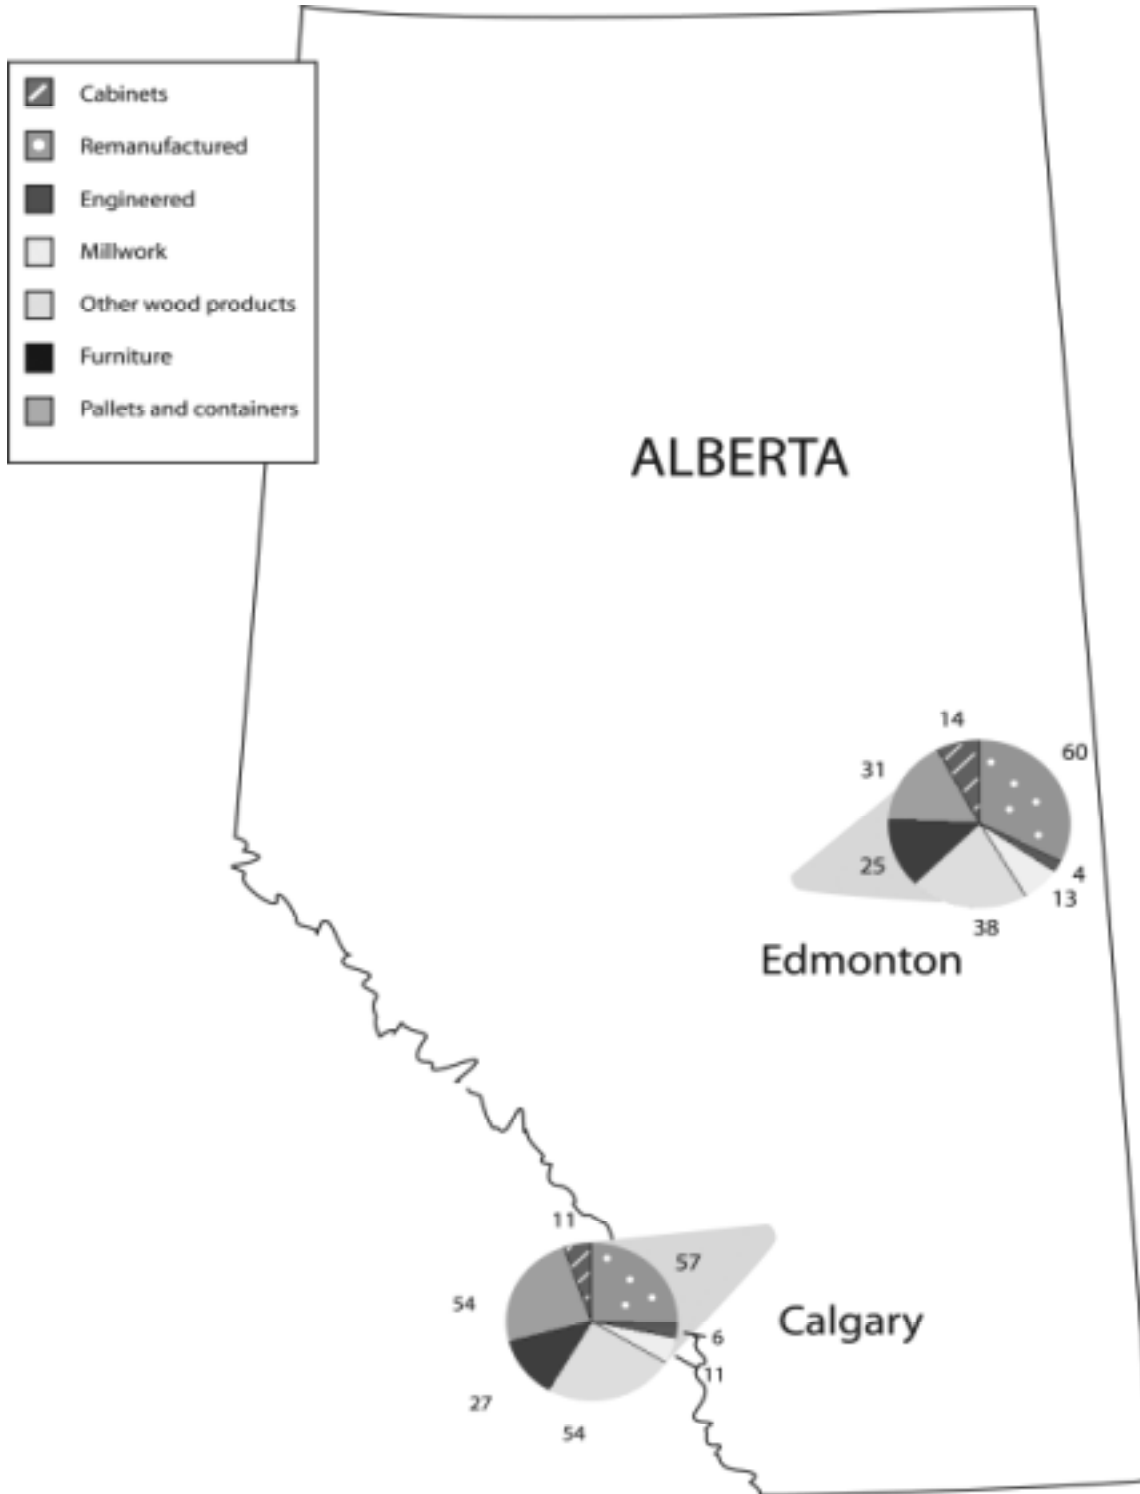 Cabinets
Remanufactured
Engineered
Millwork
Other wood products
Furniture
Pallets and containers
ALBERTA
14
60
31
25
4
13
38
Edmonton
11
57
54
6
Calgary
11
27
54